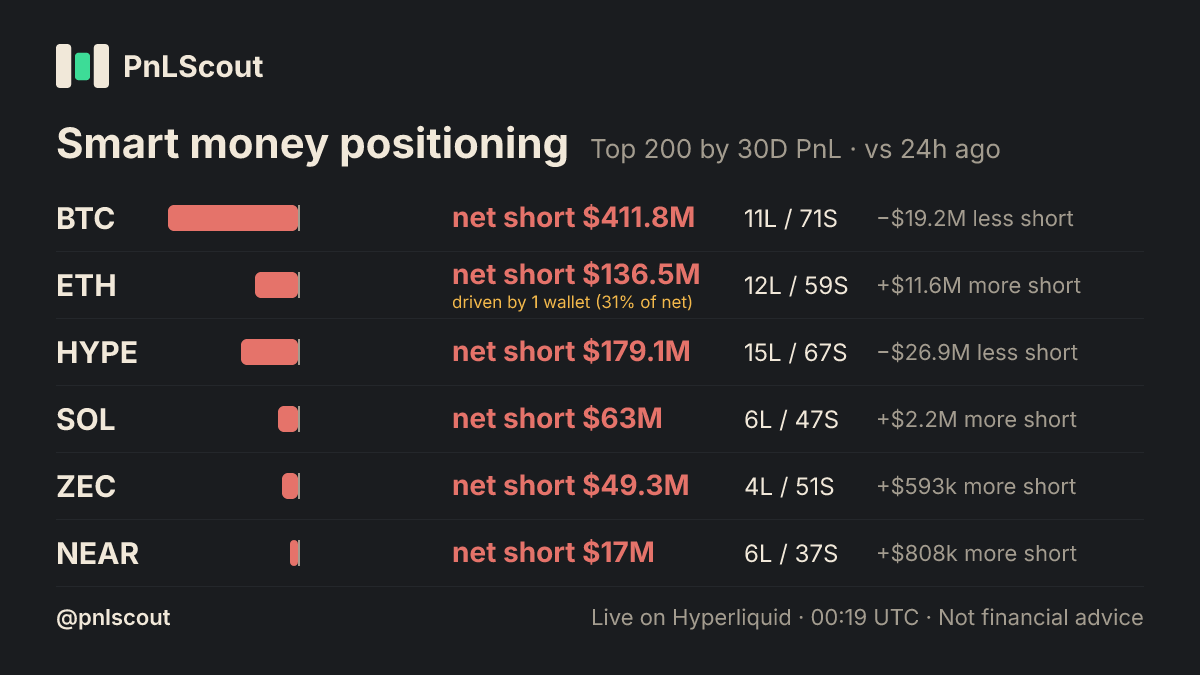 PnLScout
Smart money positioning Top 200 by 30D PnL · vs 24h ago
BTC net short $411.8M 11L / 71S −$19.2M less short
ETH net short $136.5M 12L / 59S +$11.6M more short
driven by 1 wallet (31% of net)
HYPE net short $179.1M 15L / 67S −$26.9M less short
SOL net short $63M 6L / 47S +$2.2M more short
ZEC net short $49.3M 4L / 51S +$593k more short
NEAR net short $17M 6L / 37S +$808k more short
@pnlscout Live on Hyperliquid · 00:19 UTC · Not financial advice